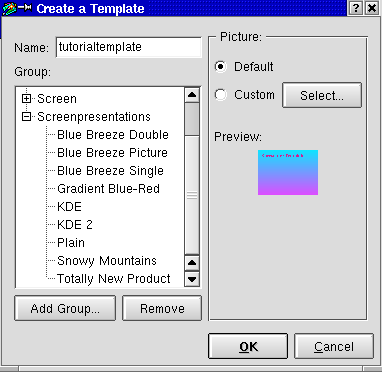 Create a Template
Name: tutorialtemplate
Group:
Screen
Screenpresentations
Blue Breeze Double
Blue Breeze Picture
Blue Breeze Single
Gradient Blue-Red
KDE
KDE 2
Plain
Snowy Mountains
Totally New Product
Add Group...
Remove
Picture:
Default
Custom
Select...
Preview:
OK
Cancel